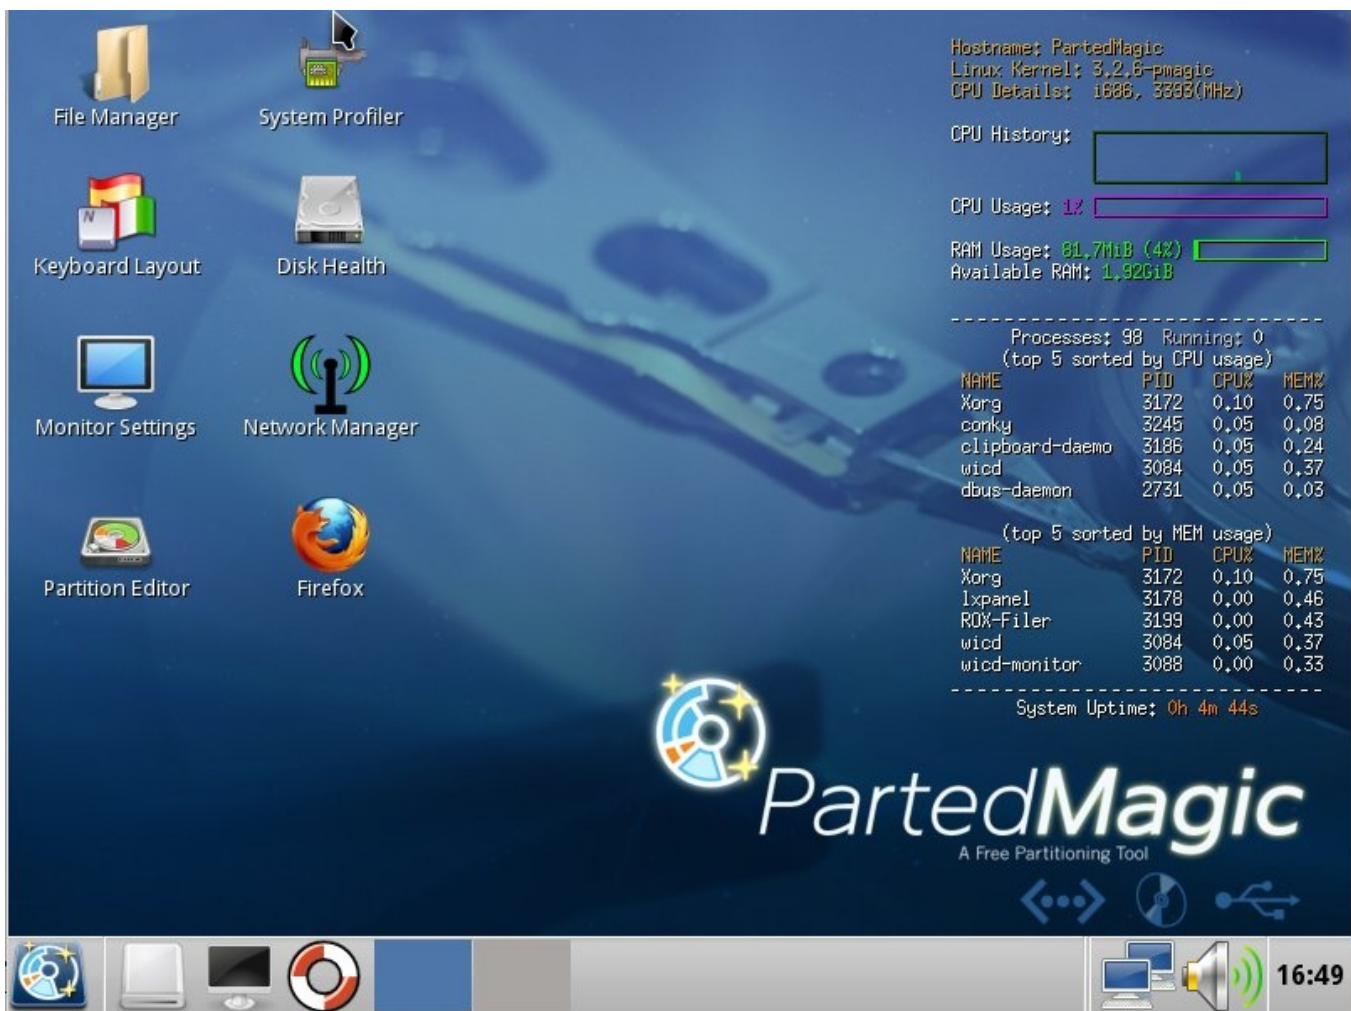 File Manager
System Profiler
Keyboard Layout
Disk Health
Monitor Settings
Network Manager
Partition Editor
Firefox
N
Hostname: PartedMagic
Linux Kernel: 3.2.6-pmagic
CPU Details: i686, 3393(MHz)
CPU History:
CPU Usage: 1%
RAM Usage: 81.7MiB (4%)
Available RAM: 1.92GiB
Processes: 98 Running: 0
(top 5 sorted by CPU usage)
NAME PID CPU% MEM%
Xorg 3172 0.10 0.75
conky 3245 0.05 0.08
clipboard-daemo 3186 0.05 0.24
wicd 3084 0.05 0.37
dbus-daemon 2731 0.05 0.03
(top 5 sorted by MEM usage)
NAME PID CPU% MEM%
Xorg 3172 0.10 0.75
lxpanel 3178 0.00 0.46
ROX-Filer 3199 0.00 0.43
wicd 3084 0.05 0.37
wicd-monitor 3088 0.00 0.33
System Uptime: 0h 4m 44s
PartedMagic
A Free Partitioning Tool
16:49